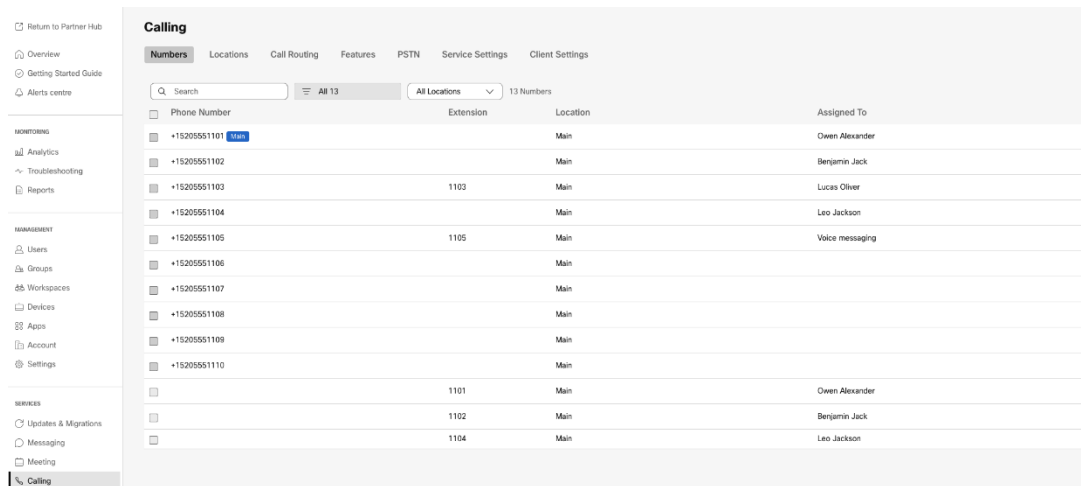 Return to Partner Hub
Overview
Getting Started Guide
Alerts centre
MONITORING
Analytics
Troubleshooting
Reports
MANAGEMENT
Users
Groups
Workspaces
Devices
Apps
Account
Settings
SERVICES
Updates & Migrations
Messaging
Meeting
Calling
Calling
Numbers Locations Call Routing Features PSTN Service Settings Client Settings
Search All 13 All Locations 13 Numbers
Phone Number Extension Location Assigned To
+15205551101 Main Main Owen Alexander
+15205551102 Main Benjamin Jack
+15205551103 1103 Main Lucas Oliver
+15205551104 Main Leo Jackson
+15205551105 1105 Main Voice messaging
+15205551106 Main
+15205551107 Main
+15205551108 Main
+15205551109 Main
+15205551110 Main
1101 Main Owen Alexander
1102 Main Benjamin Jack
1104 Main Leo Jackson